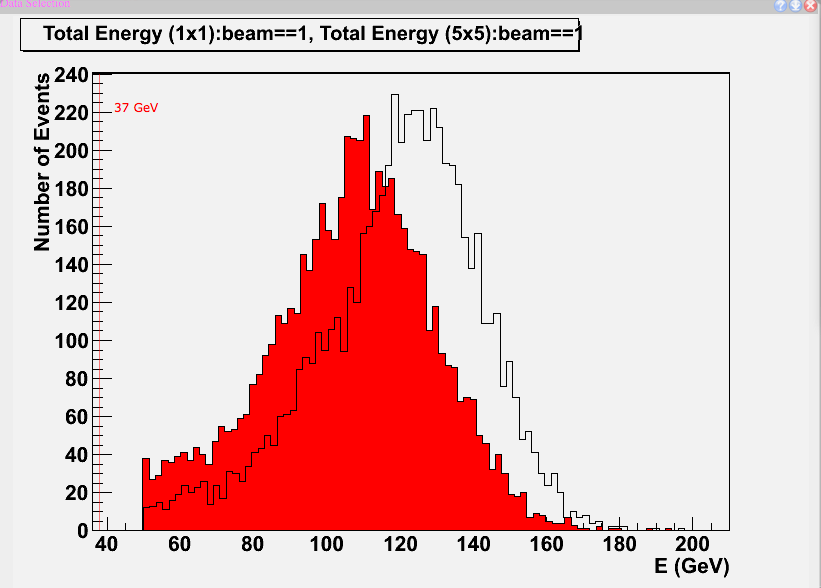 Data Selection
Total Energy (1x1):beam==1, Total Energy (5x5):beam==1
Number of Events
240
220
200
180
160
140
120
100
80
60
40
20
0
37 GeV
40 60 80 100 120 140 160 180 200
E (GeV)